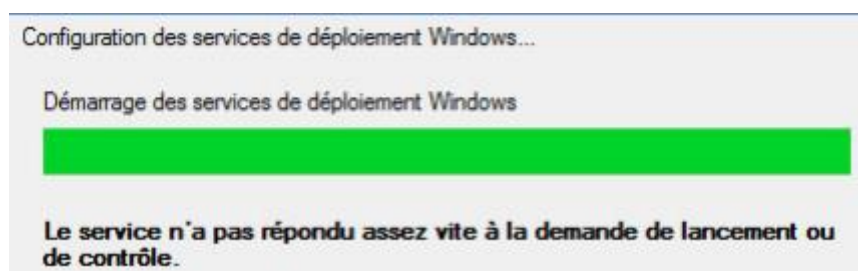 Configuration des services de déploiement Windows...
Démarrage des services de déploiement Windows
Le service n'a pas répondu assez vite à la demande de lancement ou
de contrôle.